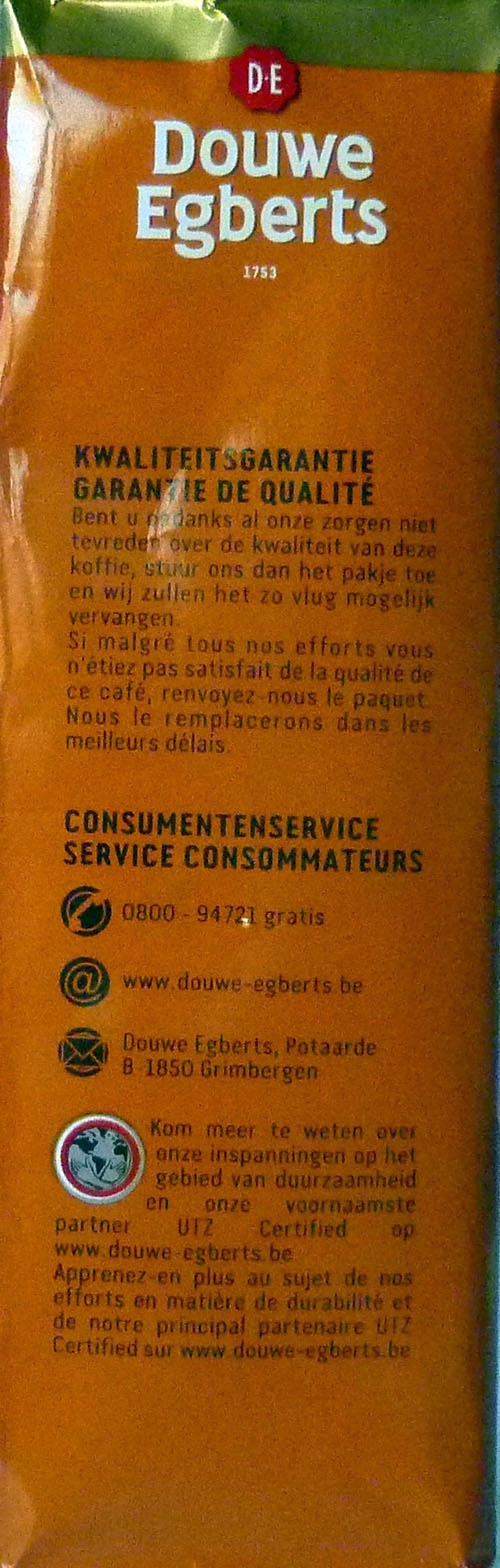 D·E
Douwe
Egberts
1753
KWALITEITSGARANTIE
GARANTIE DE QUALITÉ
Bent u ondanks al onze zorgen niet
tevreden over de kwaliteit van deze
koffie, stuur ons dan het pakje toe
en wij zullen het zo vlug mogelijk
vervangen.
Si malgré tous nos efforts vous
n'étiez pas satisfait de la qualité de
ce café, renvoyez-nous le paquet.
Nous le remplacerons dans les
meilleurs délais.
CONSUMENTENSERVICE
SERVICE CONSOMMATEURS
0800 - 94721 gratis
@ www.douwe-egberts.be
Douwe Egberts, Potaarde
B-1850 Grimbergen
Kom meer te weten over
onze inspanningen op het
gebied van duurzaamheid
en onze voornaamste
partner UTZ Certified op
www.douwe-egberts.be
Apprenez-en plus au sujet de nos
efforts en matière de durabilité et
de notre principal partenaire UTZ
Certified sur www.douwe-egberts.be